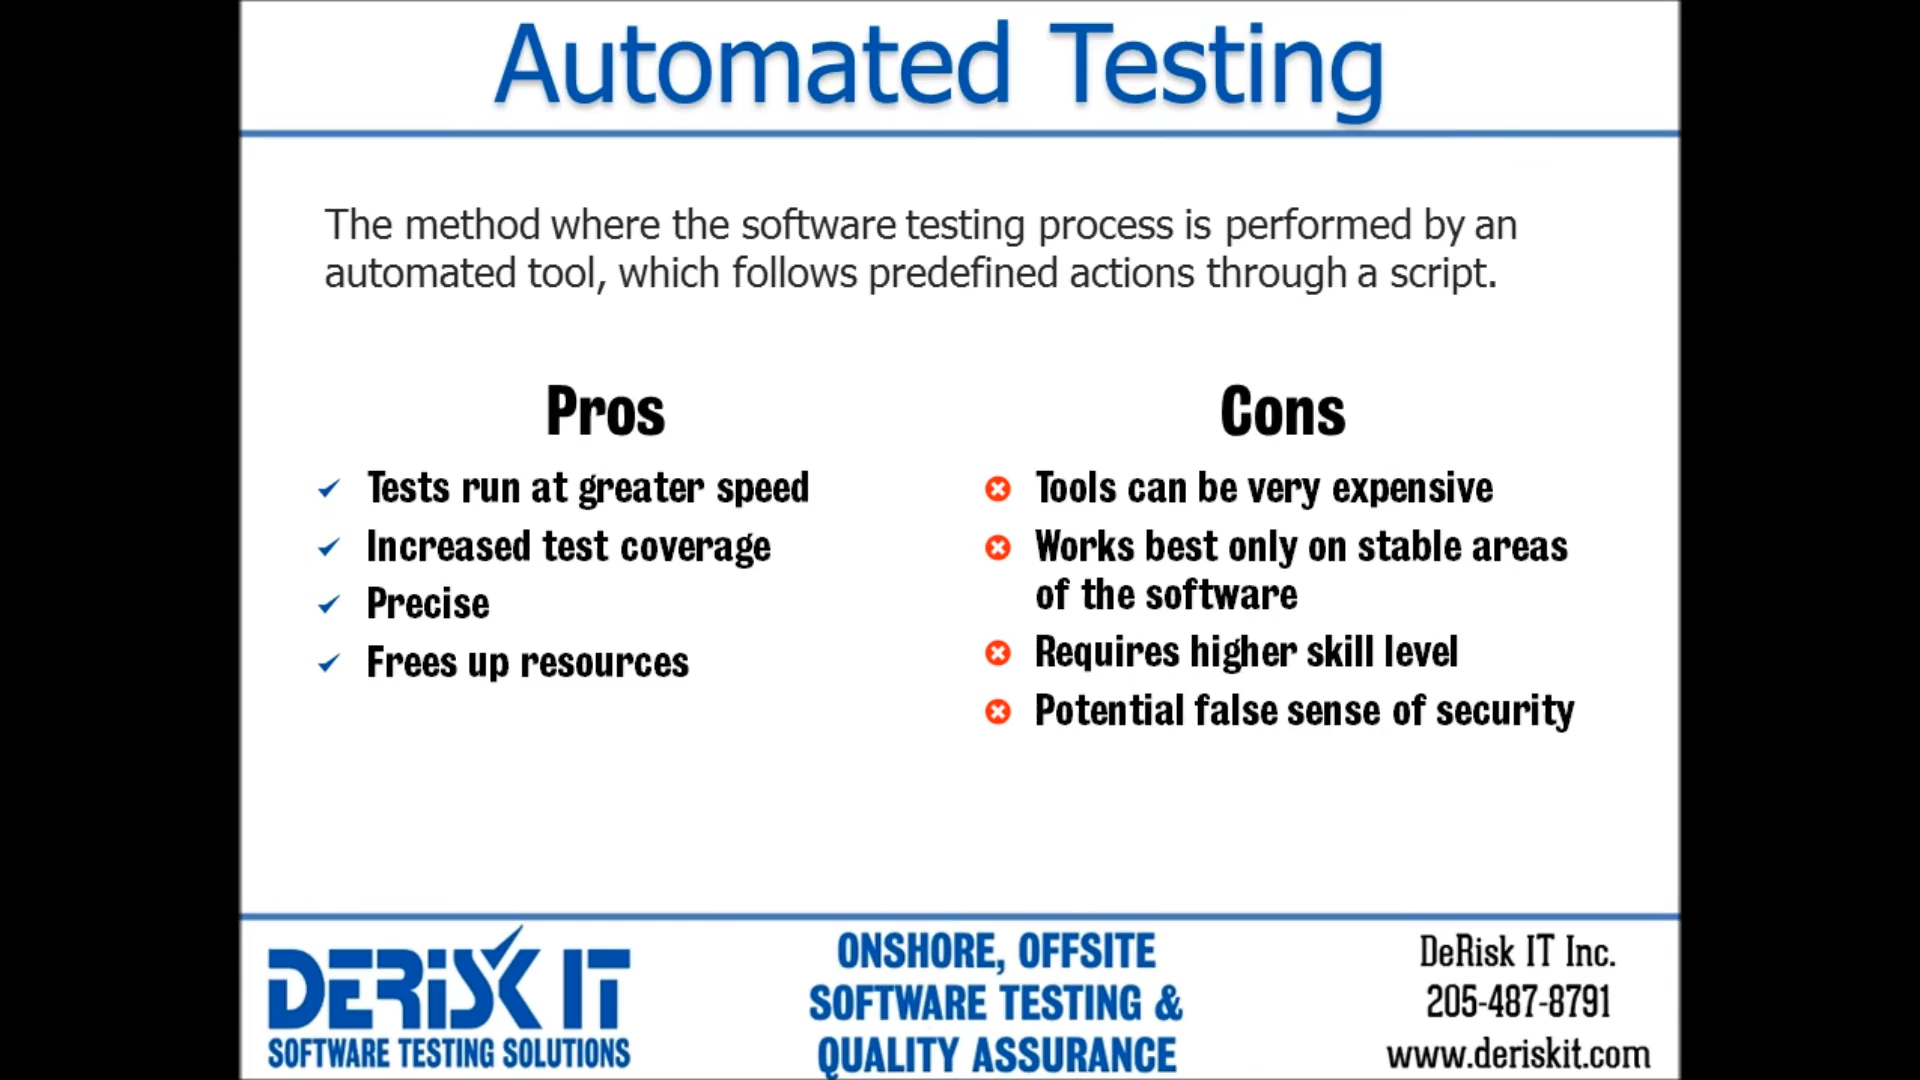 Automated Testing
The method where the software testing process is performed by an
automated tool, which follows predefined actions through a script.
Pros
Tests run at greater speed
Increased test coverage
Precise
Frees up resources
Cons
Tools can be very expensive
Works best only on stable areas
of the software
Requires higher skill level
Potential false sense of security
DERiSK IT
SOFTWARE TESTING SOLUTIONS
ONSHORE, OFFSITE
SOFTWARE TESTING &
QUALITY ASSURANCE
DeRisk IT Inc.
205-487-8791
www.deriskit.com